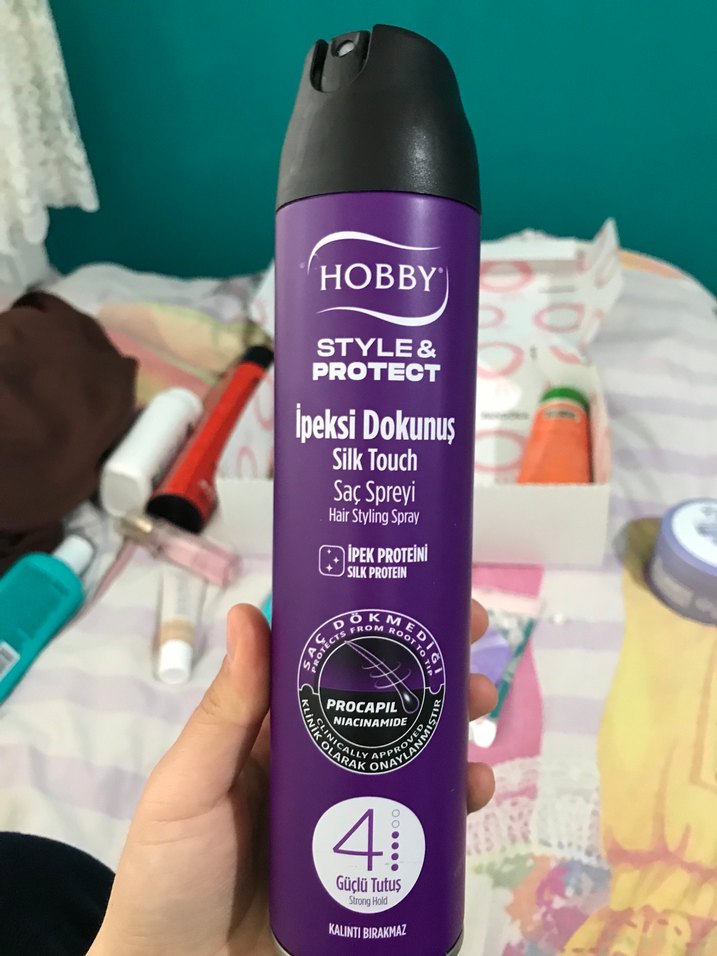 HOBBY
STYLE &
PROTECT
İpeksi Dokunuş
Silk Touch
Saç Spreyi
Hair Styling Spray
İPEK PROTEİNİ
SILK PROTEIN
SAÇ DÖKMEDİĞİ
PROTECTS FROM ROOT TO TIP
PROCAPIL
NIACINAMIDE
CLINICALLY APPROVED
KLİNİK OLARAK ONAYLANMIŞTIR
4
Güçlü Tutuş
Strong Hold
KALINTI BIRAKMAZ